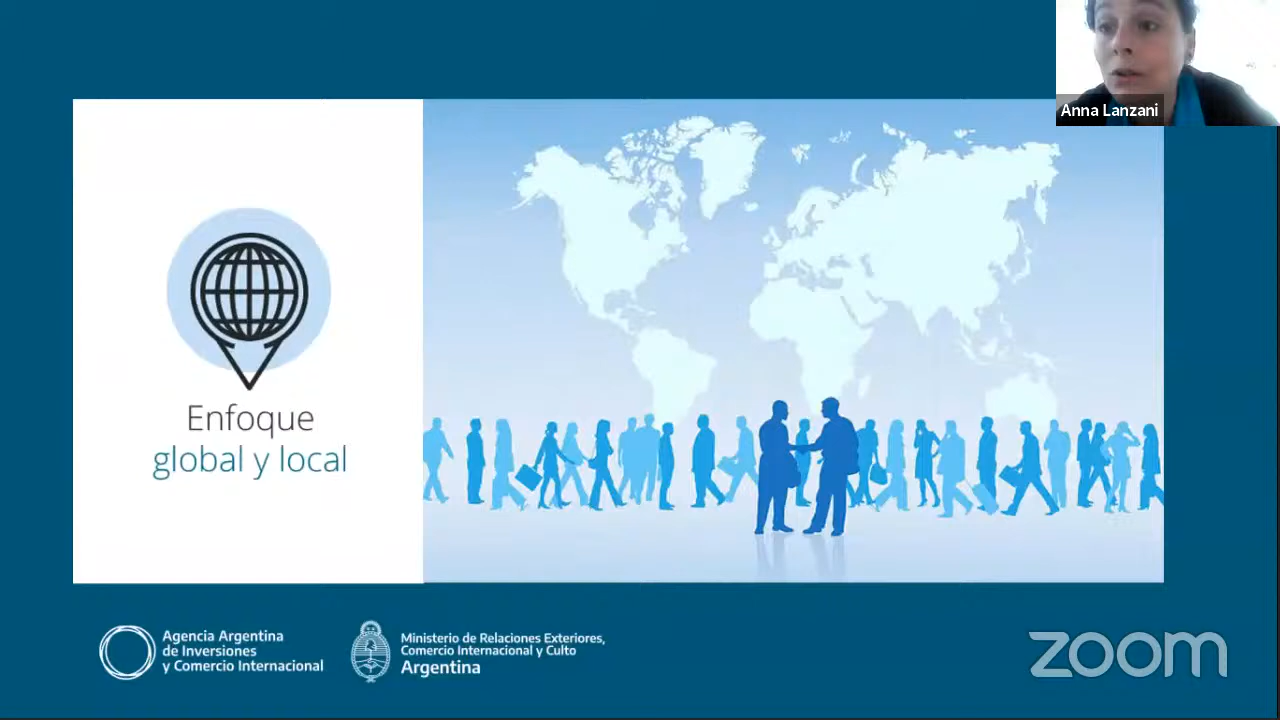 Anna Lanzani
Enfoque
global y local
Agencia Argentina
de Inversiones
y Comercio Internacional
Ministerio de Relaciones Exteriores,
Comercio Internacional y Culto
Argentina
zoom